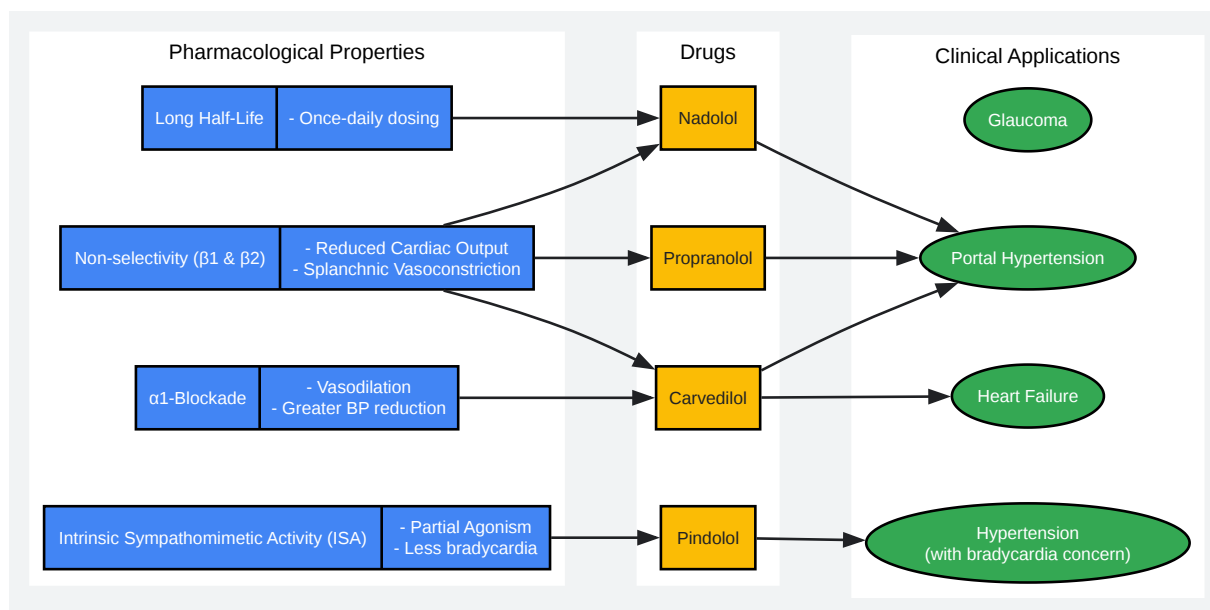 Pharmacological Properties
Drugs
Clinical Applications
Long Half-Life
- Once-daily dosing
Nadolol
Glaucoma
Non-selectivity (β1 & β2)
- Reduced Cardiac Output
- Splanchnic Vasoconstriction
Propranolol
Portal Hypertension
α1-Blockade
- Vasodilation
- Greater BP reduction
Carvedilol
Heart Failure
Intrinsic Sympathomimetic Activity (ISA)
- Partial Agonism
- Less bradycardia
Pindolol
Hypertension
(with bradycardia concern)